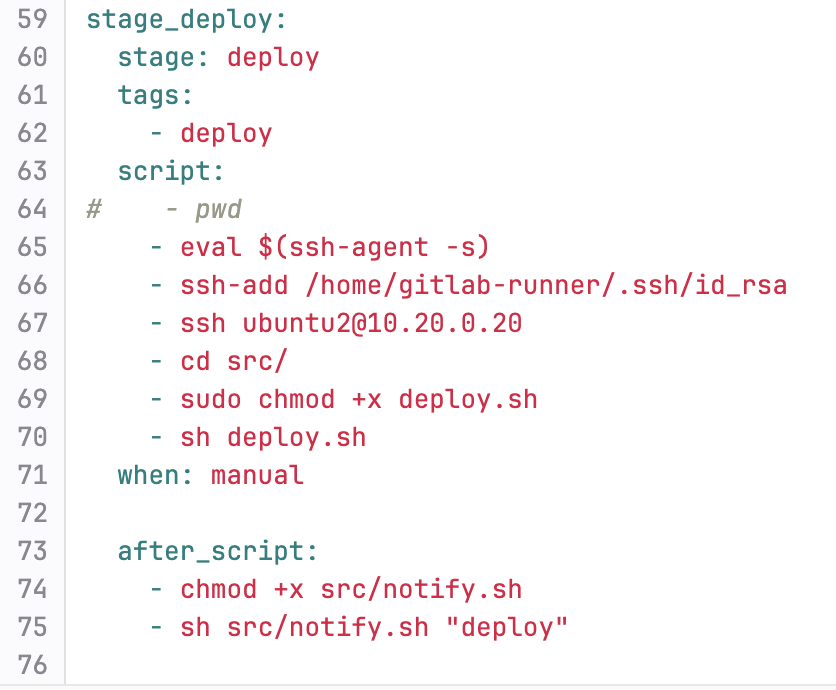 59 stage_deploy:
60   stage: deploy
61   tags:
62     - deploy
63   script:
64 #    - pwd
65     - eval $(ssh-agent -s)
66     - ssh-add /home/gitlab-runner/.ssh/id_rsa
67     - ssh ubuntu2@10.20.0.20
68     - cd src/
69     - sudo chmod +x deploy.sh
70     - sh deploy.sh
71   when: manual
72
73   after_script:
74     - chmod +x src/notify.sh
75     - sh src/notify.sh "deploy"
76